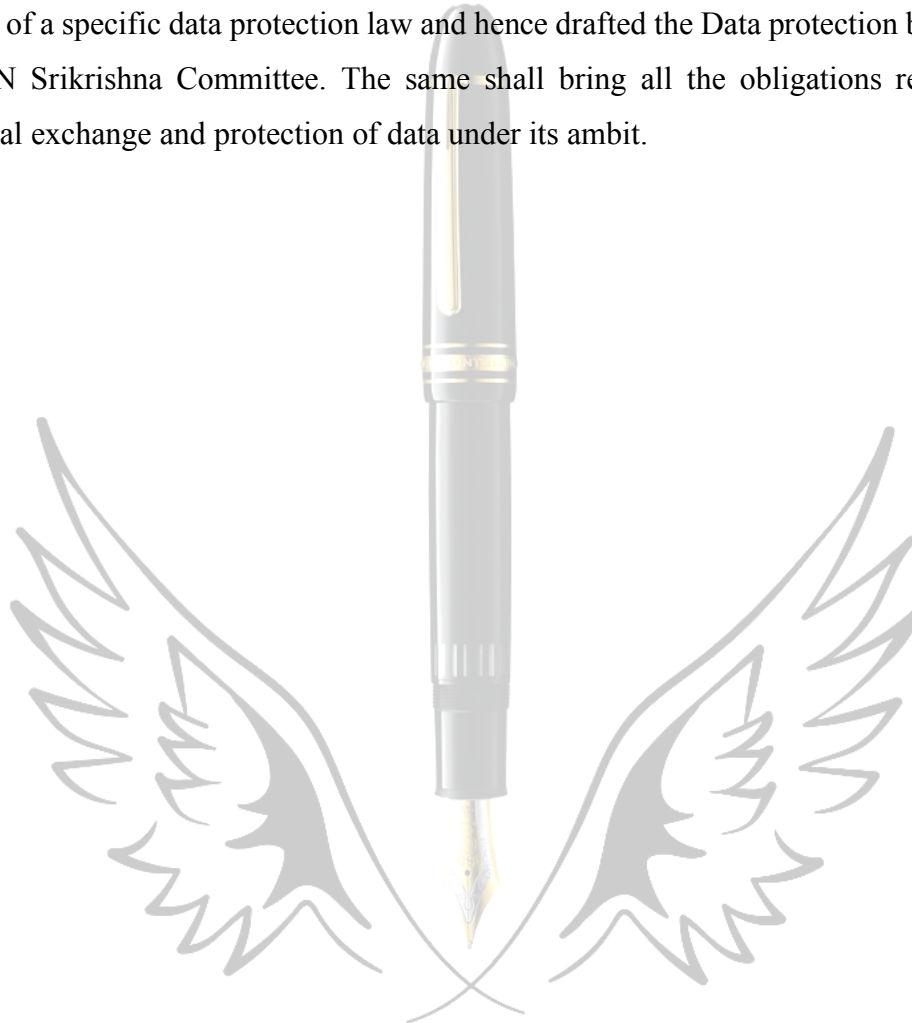 of a specific data protection law and hence drafted the Data protection b
N Srikrishna Committee. The same shall bring all the obligations re
al exchange and protection of data under its ambit.